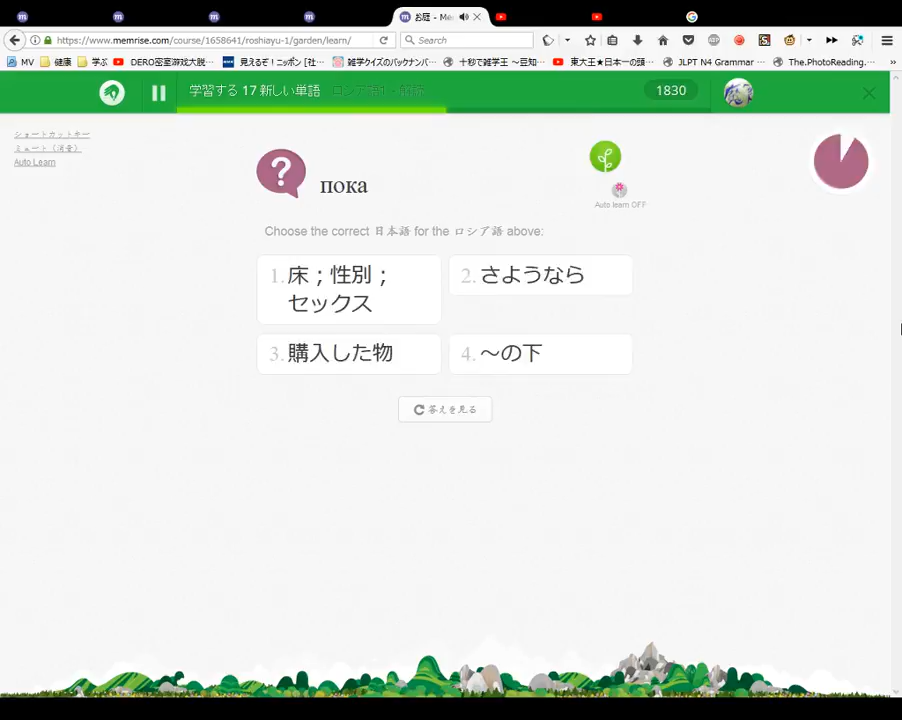 お庭 - Me
https://www.memrise.com/course/1658641/roshiayu-1/garden/learn/
Search
MV 健康 学ぶ DERO密室游戏大脱… 見えるぞ！ニッポン [社… 雑学クイズのバックナンバ… 十秒で雑学王 ～豆知… 東大王★日本一の頭… JLPT N4 Grammar … The.PhotoReading.…
学習する 17 新しい単語
1830
ショートカットキー
ミュート（消音）
Auto Learn
?
пока
Auto learn OFF
Choose the correct 日本語 for the ロシア語 above:
1. 床；性別；
セックス
2. さようなら
3. 購入した物
4. ～の下
答えを見る